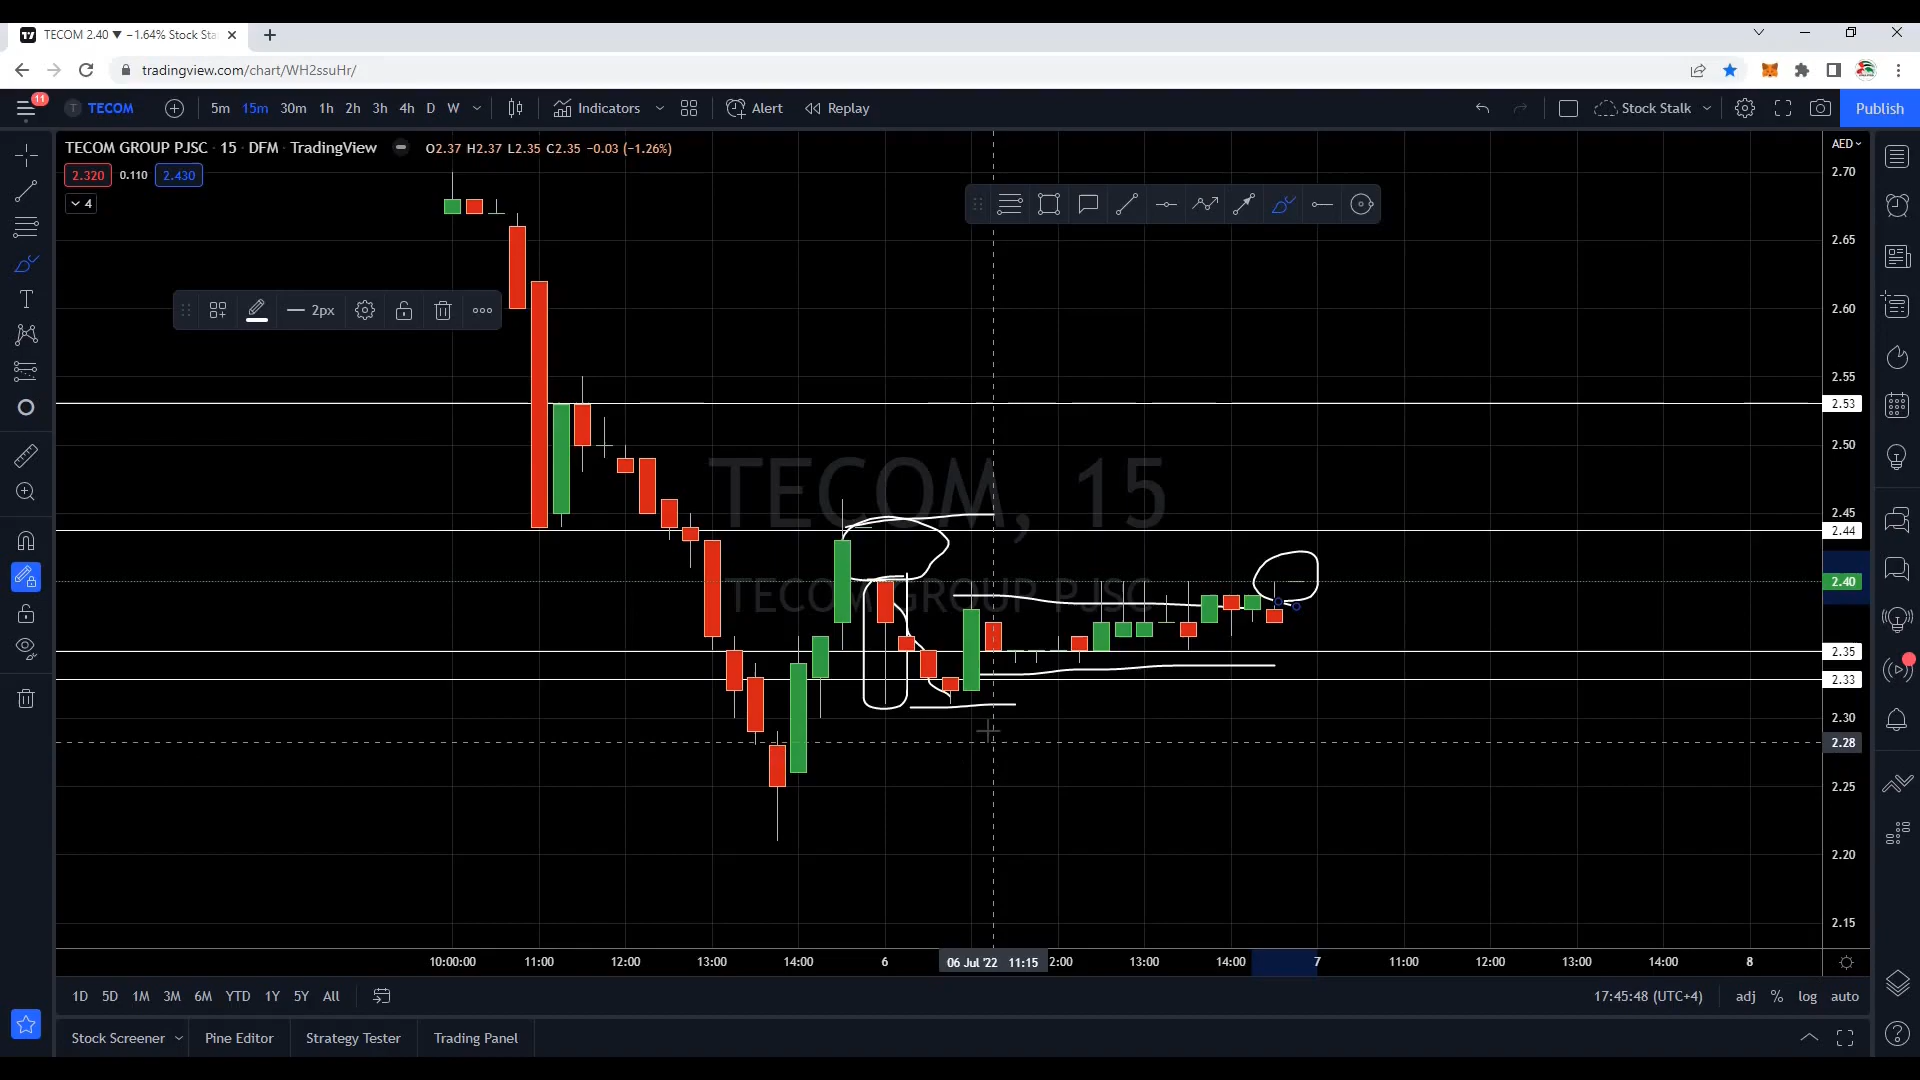 TECOM 2.40 ▼ −1.64% Stock Sta
tradingview.com/chart/WH2ssuHr/
11
TECOM 5m 15m 30m 1h 2h 3h 4h D W Indicators Alert Replay Stock Stalk Publish
TECOM GROUP PJSC · 15 · DFM · TradingView O2.37 H2.37 L2.35 C2.35 −0.03 (−1.26%)
AED
2.320 0.110 2.430
4
2px
2.70
2.65
2.60
2.55
2.53
2.50
2.45
2.44
2.40
2.35
2.33
2.30
2.28
2.25
2.20
2.15
TECOM, 15
TECOM GROUP PJSC
10:00:00 11:00 12:00 13:00 14:00 6 06 Jul '22 11:15 2:00 13:00 14:00 7 11:00 12:00 13:00 14:00 8
1D 5D 1M 3M 6M YTD 1Y 5Y All 17:45:48 (UTC+4) adj % log auto
Stock Screener Pine Editor Strategy Tester Trading Panel